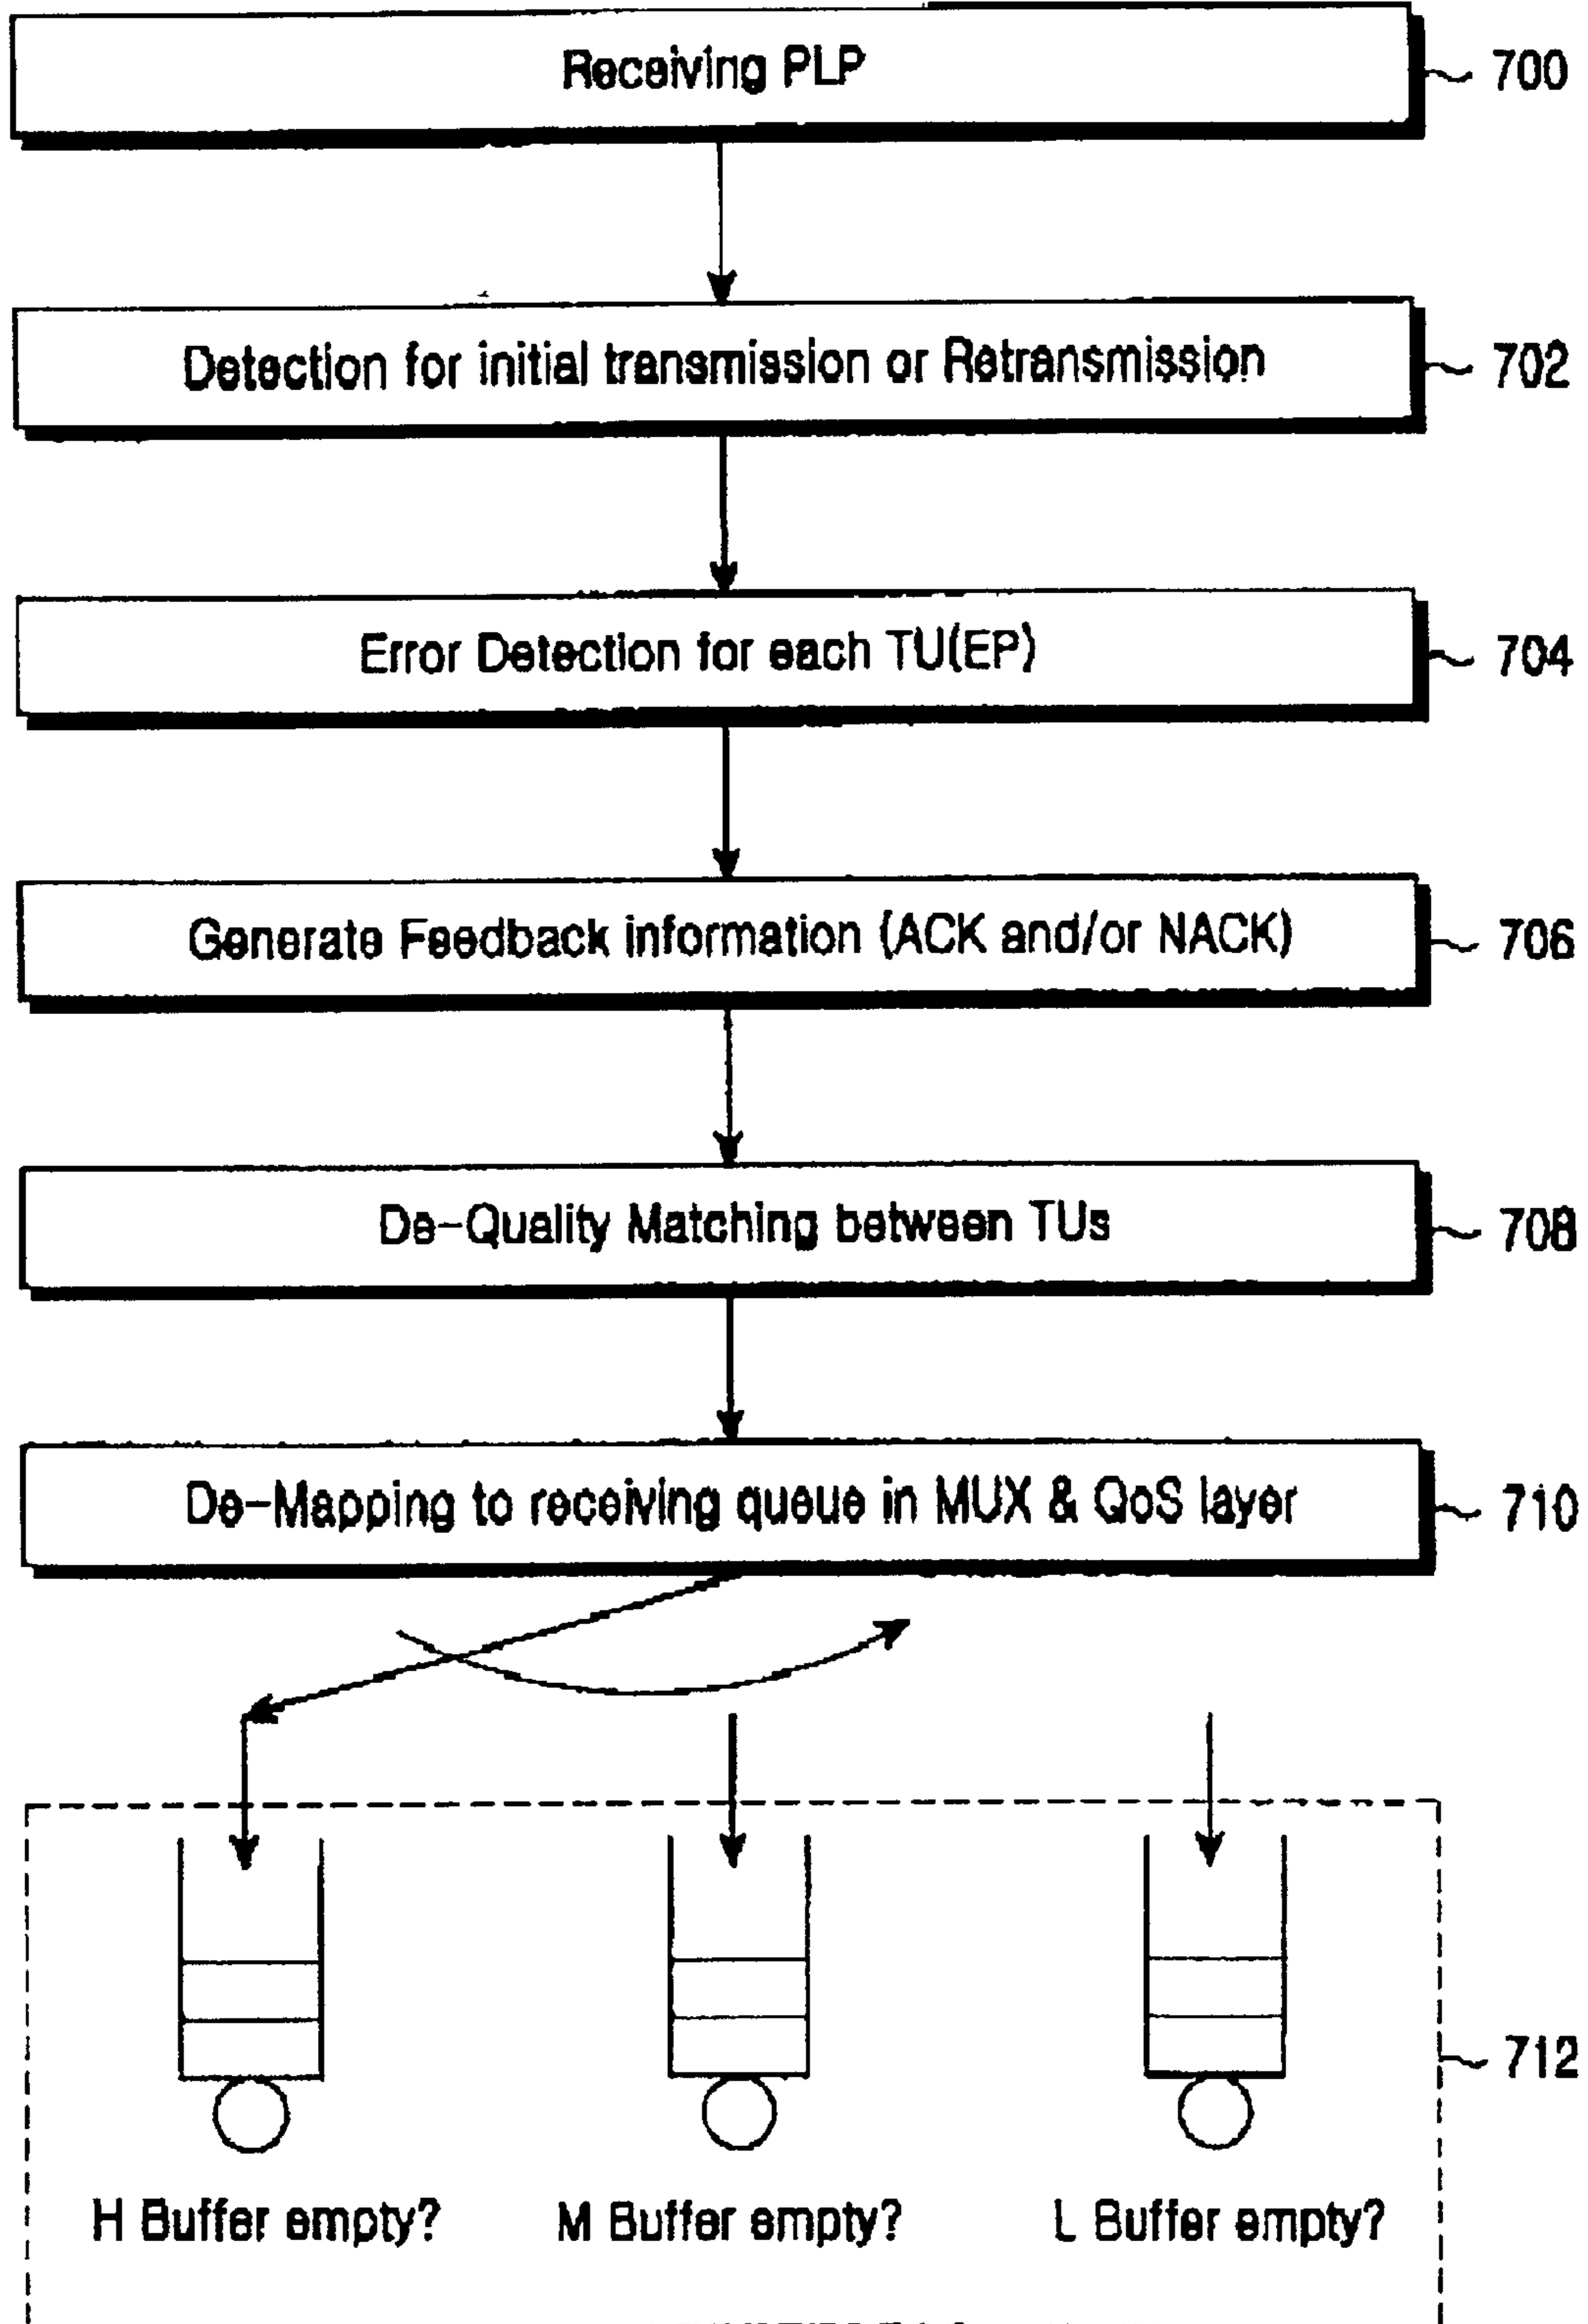 Receiving PLP
700
Detection for initial transmission or Retransmission
702
Error Detection for each TU(EP)
704
Generate Feedback information (ACK and/or NACK)
706
De-Quality Matching between TUs
708
De-Mapping to receiving queue in MUX & QoS layer
710
712
H Buffer empty?
M Buffer empty?
L Buffer empty?